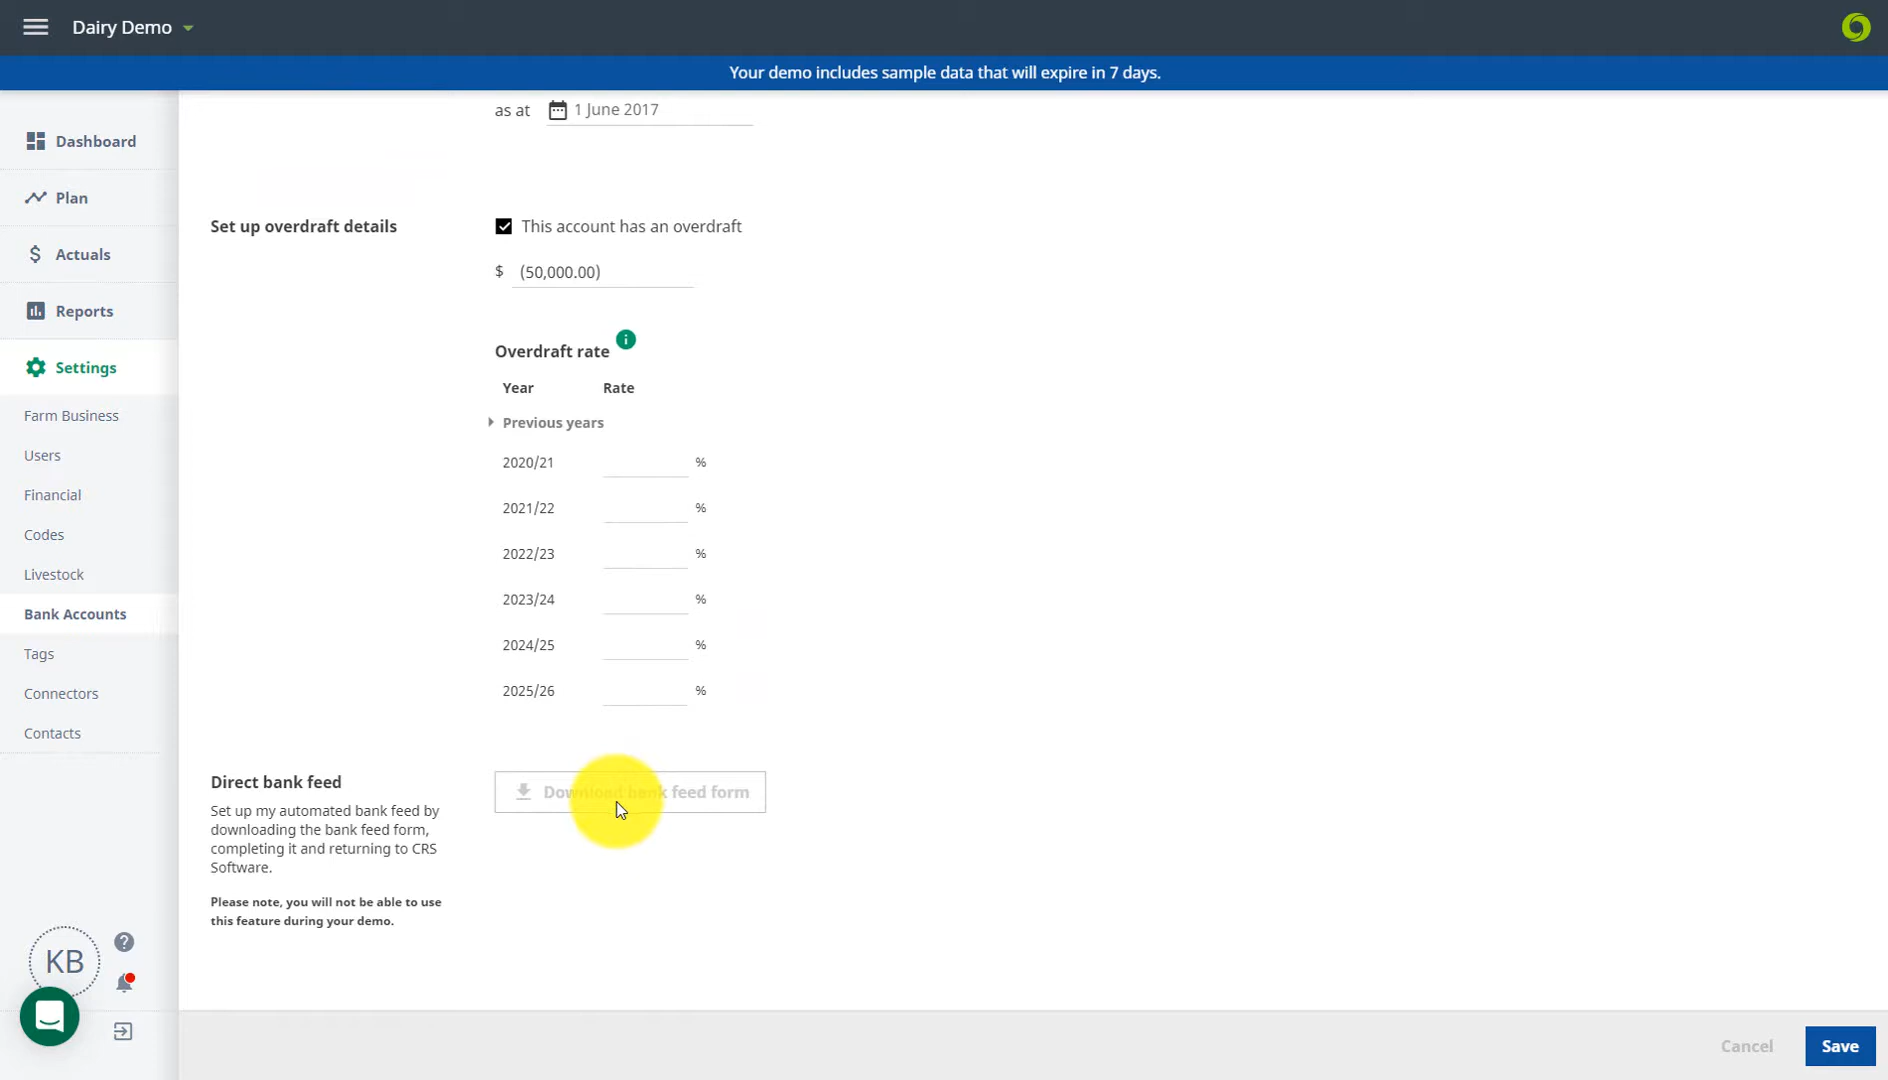 Dairy Demo
Your demo includes sample data that will expire in 7 days.
Dashboard
Plan
Actuals
Reports
Settings
Farm Business
Users
Financial
Codes
Livestock
Bank Accounts
Tags
Connectors
Contacts
KB
as at 1 June 2017
Set up overdraft details
This account has an overdraft
$ (50,000.00)
Overdraft rate
Year Rate
Previous years
2020/21 %
2021/22 %
2022/23 %
2023/24 %
2024/25 %
2025/26 %
Direct bank feed
Download bank feed form
Set up my automated bank feed by
downloading the bank feed form,
completing it and returning to CRS
Software.
Please note, you will not be able to use
this feature during your demo.
Cancel
Save